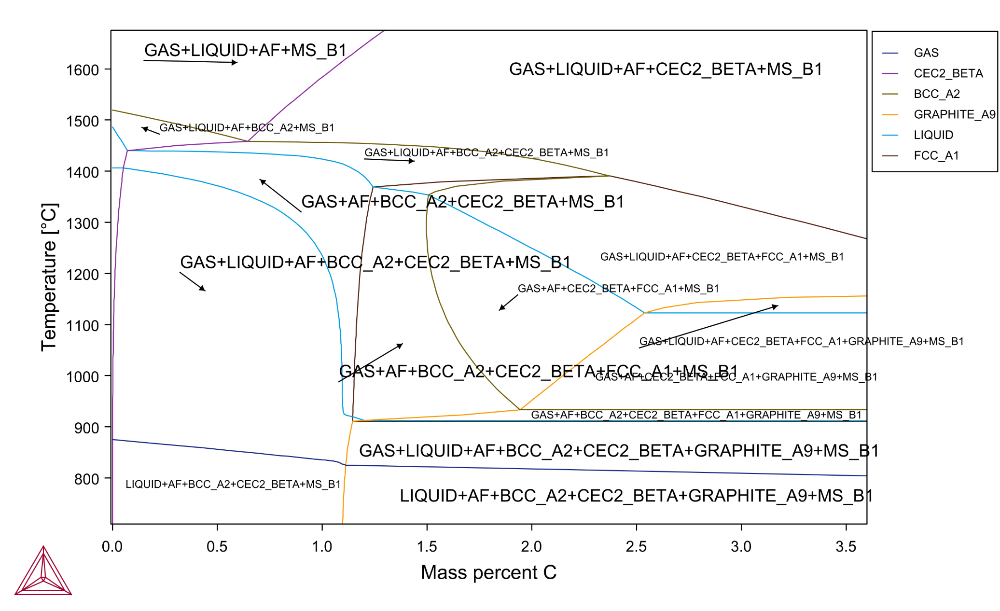 GAS+LIQUID+AF+MS_B1
GAS+LIQUID+AF+CEC2_BETA+MS_B1
GAS+LIQUID+AF+BCC_A2+MS_B1
GAS+LIQUID+AF+BCC_A2+CEC2_BETA+MS_B1
GAS+AF+BCC_A2+CEC2_BETA+MS_B1
GAS+LIQUID+AF+BCC_A2+CEC2_BETA+MS_B1
GAS+LIQUID+AF+CEC2_BETA+FCC_A1+MS_B1
GAS+AF+CEC2_BETA+FCC_A1+MS_B1
GAS+LIQUID+AF+CEC2_BETA+FCC_A1+GRAPHITE_A9+MS_B1
GAS+AF+BCC_A2+CEC2_BETA+FCC_A1+MS_B1
GAS+AF+CEC2_BETA+FCC_A1+GRAPHITE_A9+MS_B1
GAS+AF+BCC_A2+CEC2_BETA+FCC_A1+GRAPHITE_A9+MS_B1
GAS+LIQUID+AF+BCC_A2+CEC2_BETA+GRAPHITE_A9+MS_B1
LIQUID+AF+BCC_A2+CEC2_BETA+MS_B1
LIQUID+AF+BCC_A2+CEC2_BETA+GRAPHITE_A9+MS_B1
GAS
CEC2_BETA
BCC_A2
GRAPHITE_A9
LIQUID
FCC_A1
Temperature [°C]
1600
1500
1400
1300
1200
1100
1000
900
800
0.0 0.5 1.0 1.5 2.0 2.5 3.0 3.5
Mass percent C